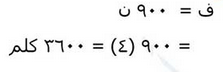 ف = ٩٠٠ ن
= ٩٠٠ (٤) = ٣٦٠٠ كلم